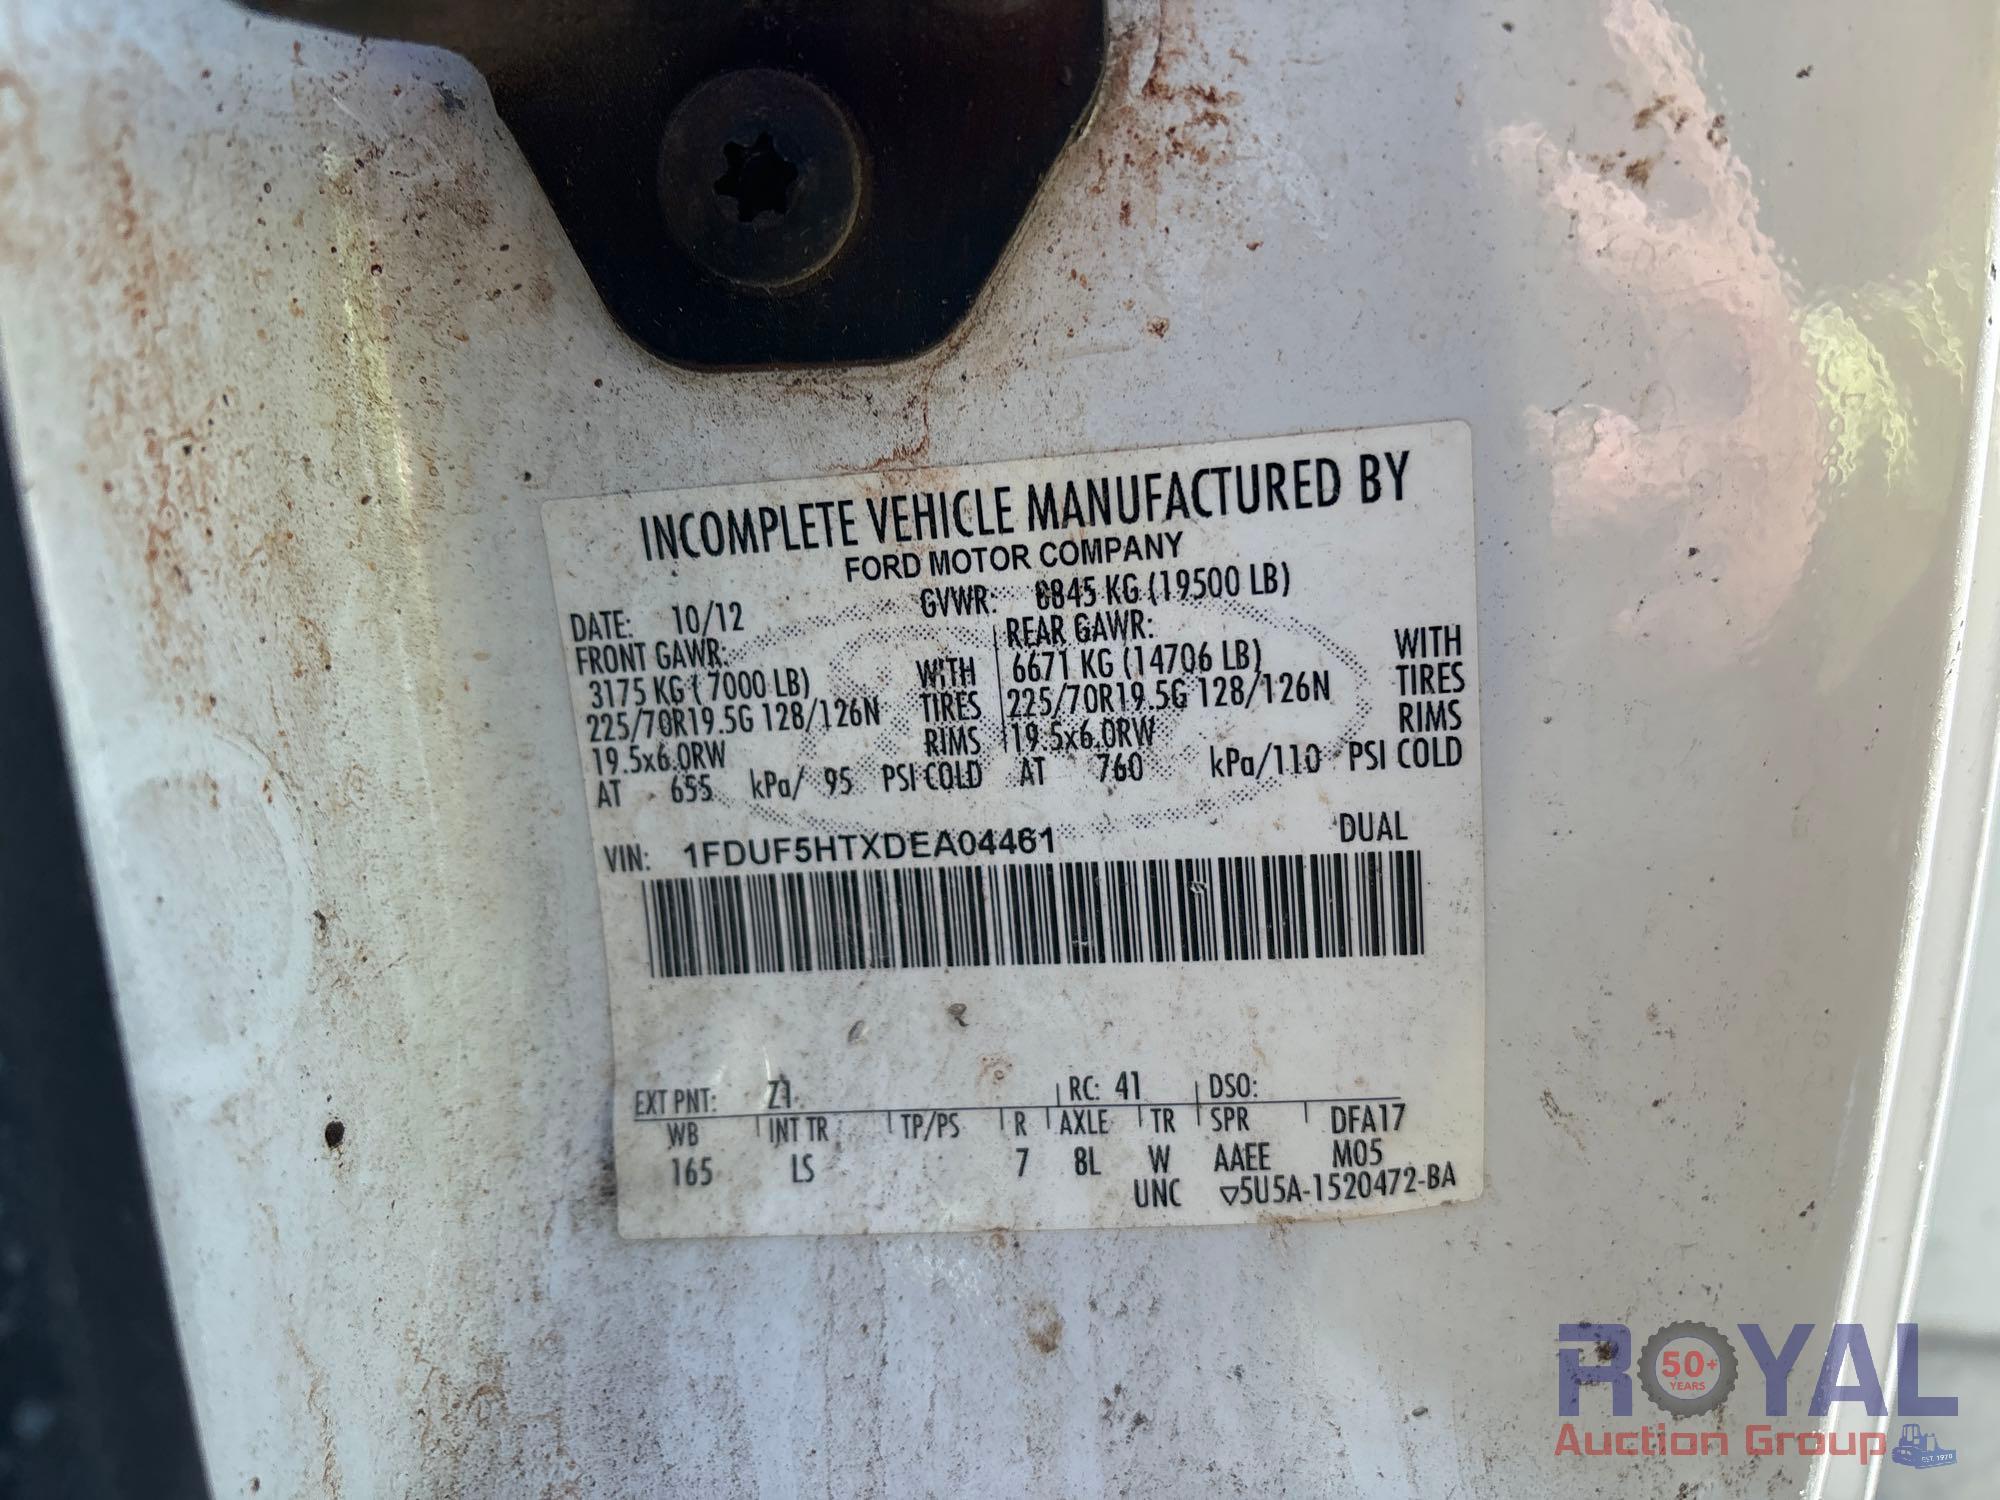 INCOMPLETE VEHICLE MANUFACTURED BY
FORD MOTOR COMPANY
DATE: 10/12 GVWR: 8845 KG (19500 LB)
FRONT GAWR: REAR GAWR:
3175 KG ( 7000 LB) WITH 6671 KG (14706 LB) WITH
225/70R19.5G 128/126N TIRES 225/70R19.5G 128/126N TIRES
19.5x6.0RW RIMS 19.5x6.0RW RIMS
AT 655 kPa/ 95 PSI COLD AT 760 kPa/110 PSI COLD
VIN: 1FDUF5HTXDEA04461 DUAL
EXT PNT: Z1 RC: 41 DSO:
WB INT TR TP/PS R AXLE TR SPR DFA17
165 LS 7 8L W AAEE M05
UNC ▽5U5A-1520472-BA
ROYAL
50+
YEARS
Auction Group
EST. 1970